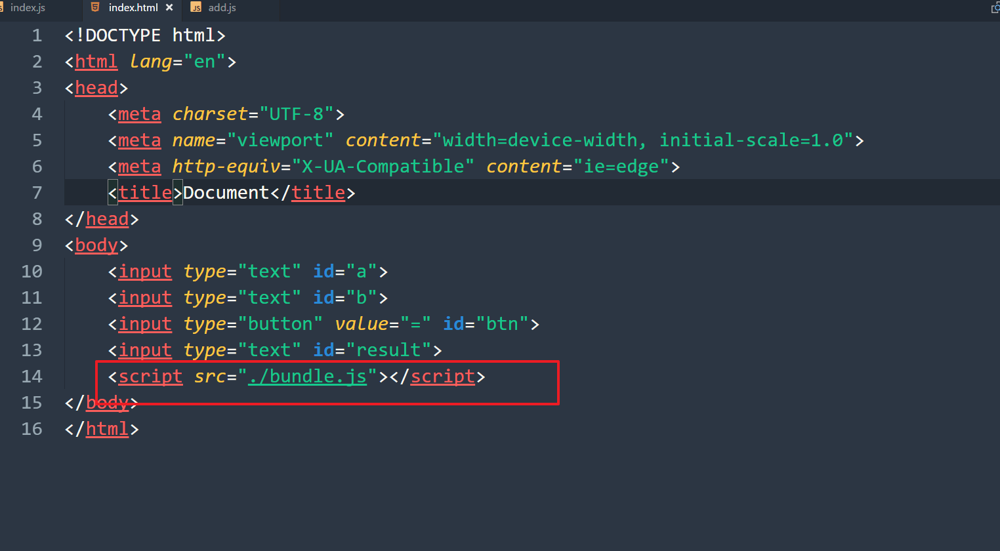 index.js index.html × add.js
1 <!DOCTYPE html>
2 <html lang="en">
3 <head>
4     <meta charset="UTF-8">
5     <meta name="viewport" content="width=device-width, initial-scale=1.0">
6     <meta http-equiv="X-UA-Compatible" content="ie=edge">
7     <title>Document</title>
8 </head>
9 <body>
10     <input type="text" id="a">
11     <input type="text" id="b">
12     <input type="button" value="=" id="btn">
13     <input type="text" id="result">
14     <script src="./bundle.js"></script>
15 </body>
16 </html>